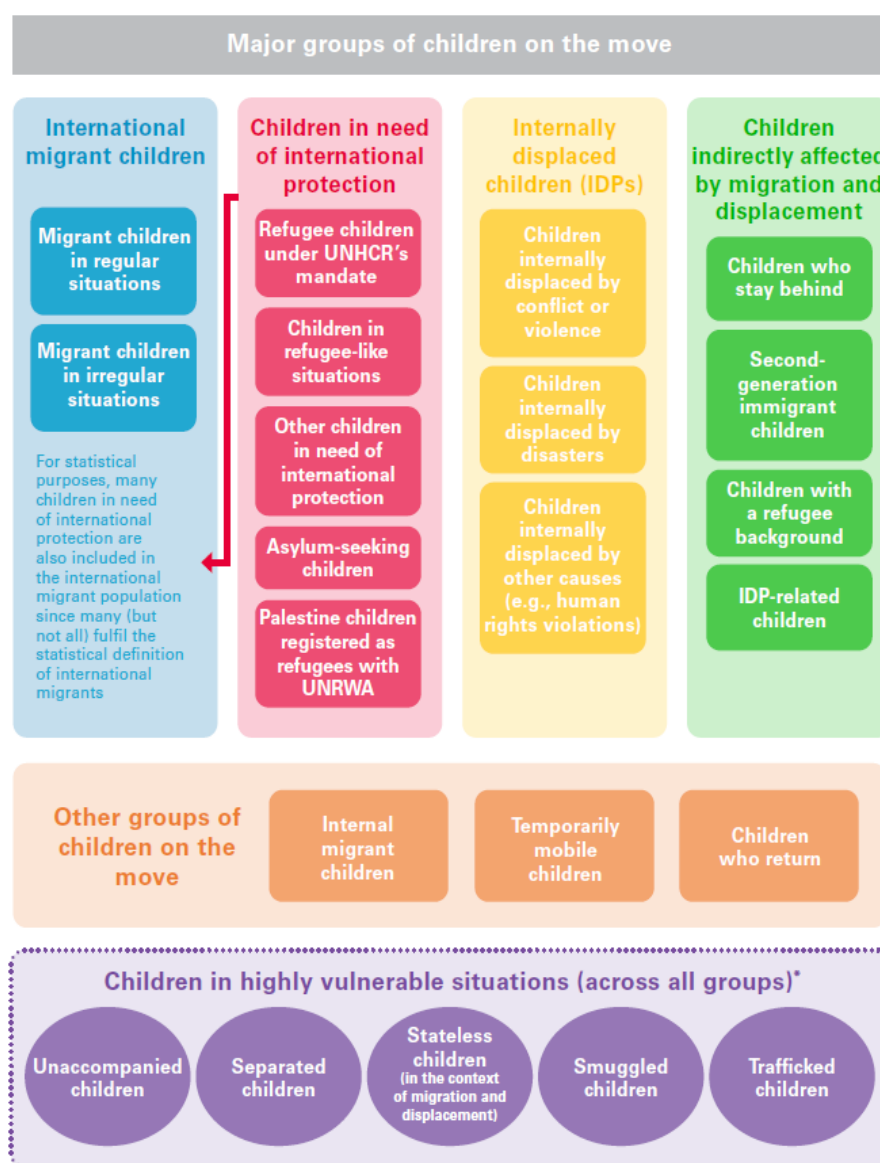 Major groups of children on the move
International
migrant children
Migrant children
in regular
situations
Migrant children
in irregular
situations
For statistical
purposes, many
children in need
of international
protection are
also included in
the international
migrant population
since many (but
not all) fulfil the
statistical definition
of international
migrants
Children in need
of international
protection
Refugee children
under UNHCR's
mandate
Children in
refugee-like
situations
Other children
in need of
international
protection
Asylum-seeking
children
Palestine children
registered as
refugees with
UNRWA
Internally
displaced
children (IDPs)
Children
internally
displaced by
conflict or
violence
Children
internally
displaced by
disasters
Children
internally
displaced by
other causes
(e.g., human
rights violations)
Children
indirectly affected
by migration and
displacement
Children who
stay behind
Second-
generation
immigrant
children
Children with
a refugee
background
IDP-related
children
Other groups of
children on the
move
Internal
migrant
children
Temporarily
mobile
children
Children
who return
Children in highly vulnerable situations (across all groups)*
Unaccompanied
children
Separated
children
Stateless
children
(in the context
of migration and
displacement)
Smuggled
children
Trafficked
children